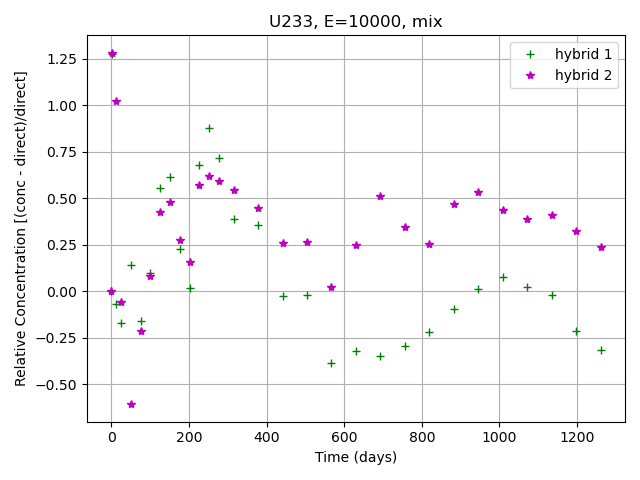 U233, E=10000, mix
hybrid 1
hybrid 2
Relative Concentration [(conc - direct)/direct]
1.25
1.00
0.75
0.50
0.25
0.00
−0.25
−0.50
0 200 400 600 800 1000 1200
Time (days)